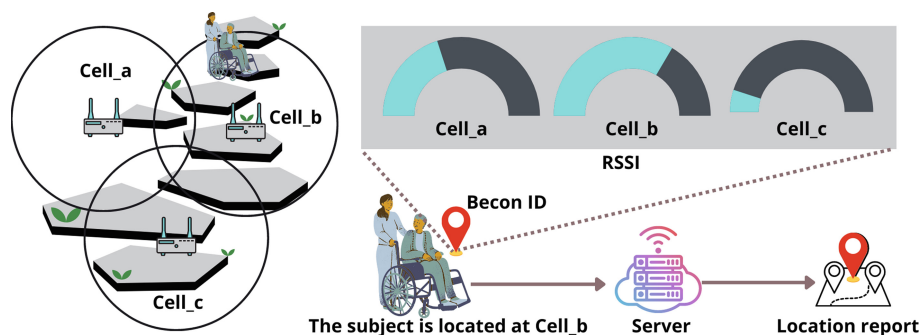 Cell_a
Cell_b
Cell_c
Cell_a
Cell_b
Cell_c
RSSI
Becon ID
The subject is located at Cell_b
Server
Location report